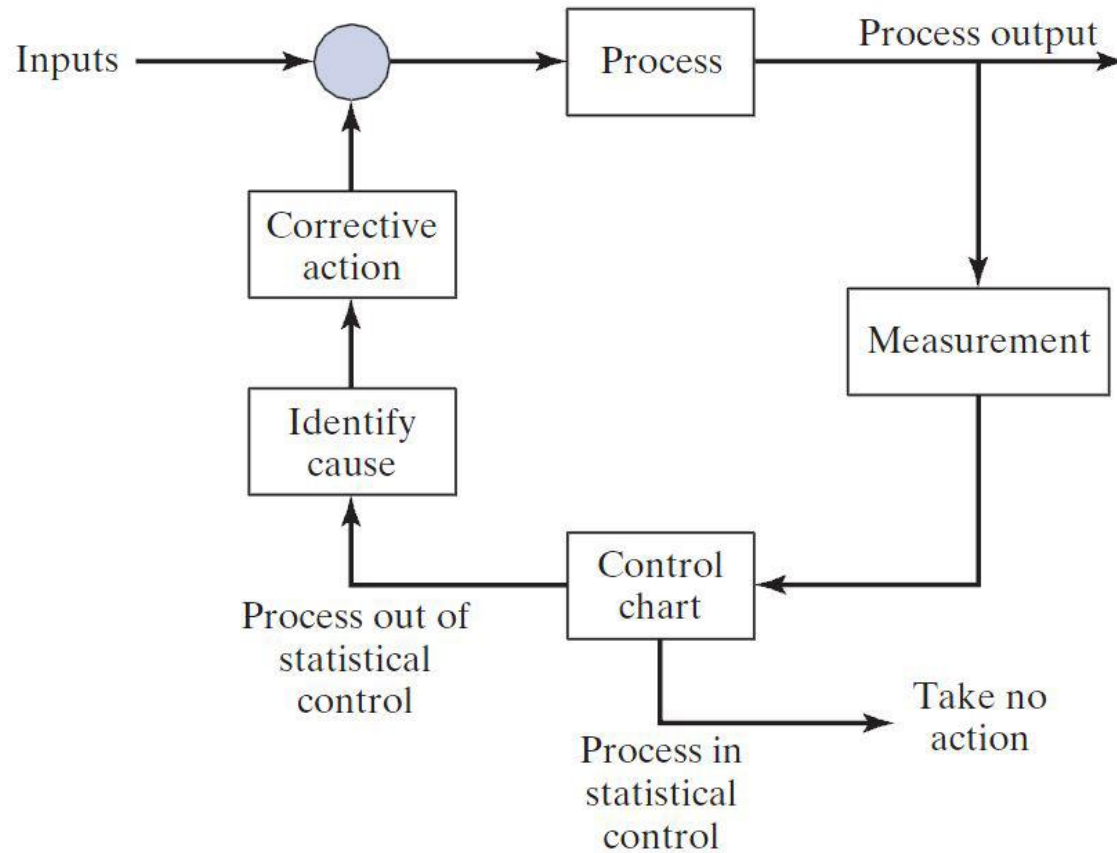 Process output
Inputs
Process
Corrective
action
Measurement
Identify
cause
Control
chart
Process out of
statistical
control
Take no
action
Process in
statistical
control